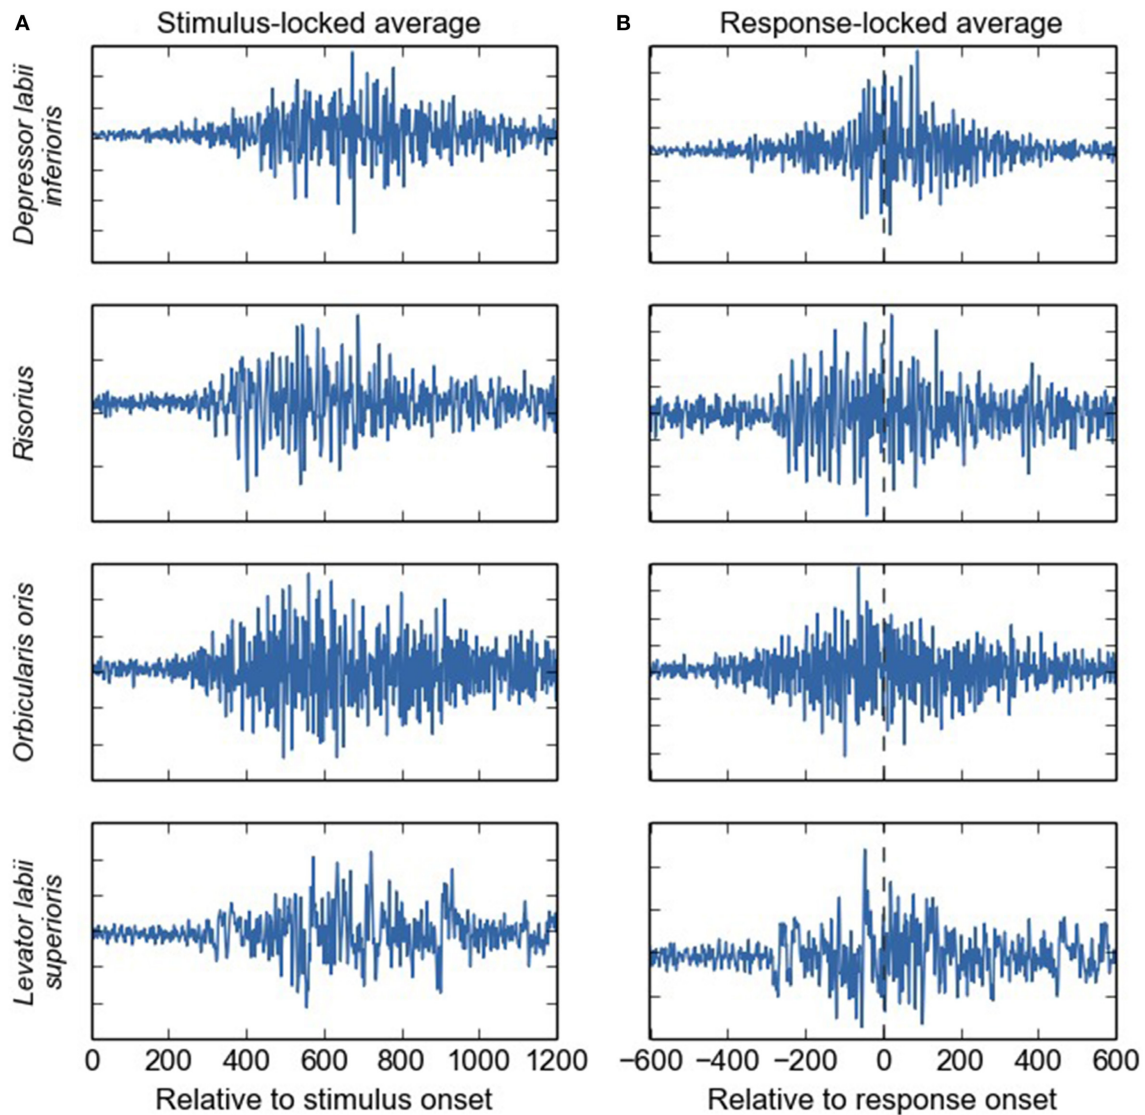 A
Stimulus-locked average
B
Response-locked average
Depressor labii
inferioris
Risorius
Orbicularis oris
Levator labii
superioris
0 200 400 600 800 1000 1200
−600 −400 −200 0 200 400 600
Relative to stimulus onset
Relative to response onset